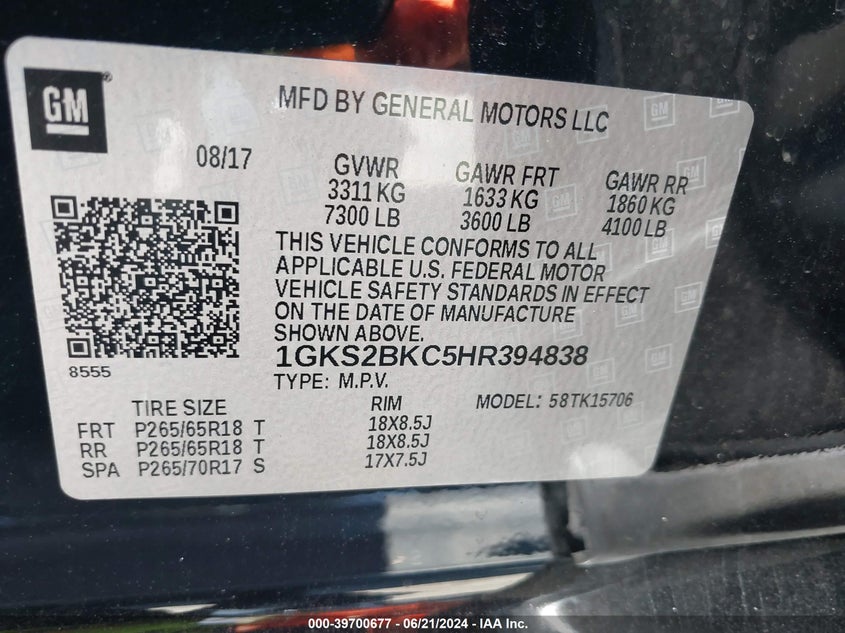 GM
MFD BY GENERAL MOTORS LLC
08/17
GVWR
3311 KG
7300 LB
GAWR FRT
1633 KG
3600 LB
GAWR RR
1860 KG
4100 LB
THIS VEHICLE CONFORMS TO ALL
APPLICABLE U.S. FEDERAL MOTOR
VEHICLE SAFETY STANDARDS IN EFFECT
ON THE DATE OF MANUFACTURE
SHOWN ABOVE.
1GKS2BKC5HR394838
8555
TYPE: M.P.V.
MODEL: 58TK15706
TIRE SIZE RIM
FRT P265/65R18 T 18X8.5J
RR P265/65R18 T 18X8.5J
SPA P265/70R17 S 17X7.5J
000-39700677 - 06/21/2024 - IAA Inc.